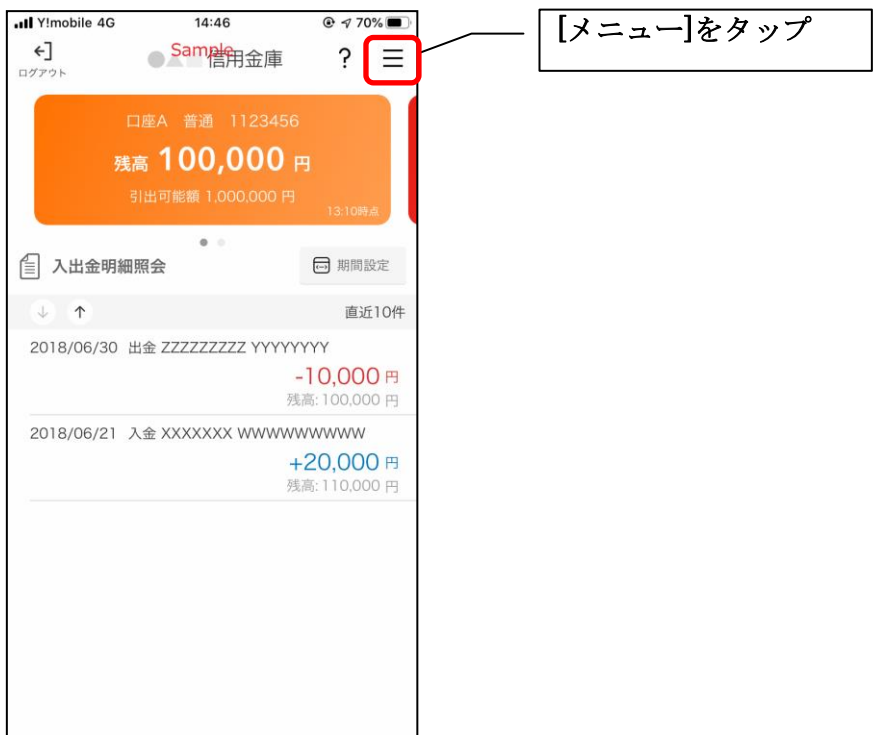 Y!mobile 4G 14:46 70%
Sample
信用金庫 ?
ログアウト
[メニュー]をタップ
口座A 普通 1123456
残高 100,000 円
引出可能額 1,000,000 円
13:10時点
入出金明細照会 期間設定
↓ ↑ 直近10件
2018/06/30 出金 ZZZZZZZZZ YYYYYYYY
-10,000 円
残高: 100,000 円
2018/06/21 入金 XXXXXXX WWWWWWWWW
+20,000 円
残高: 110,000 円